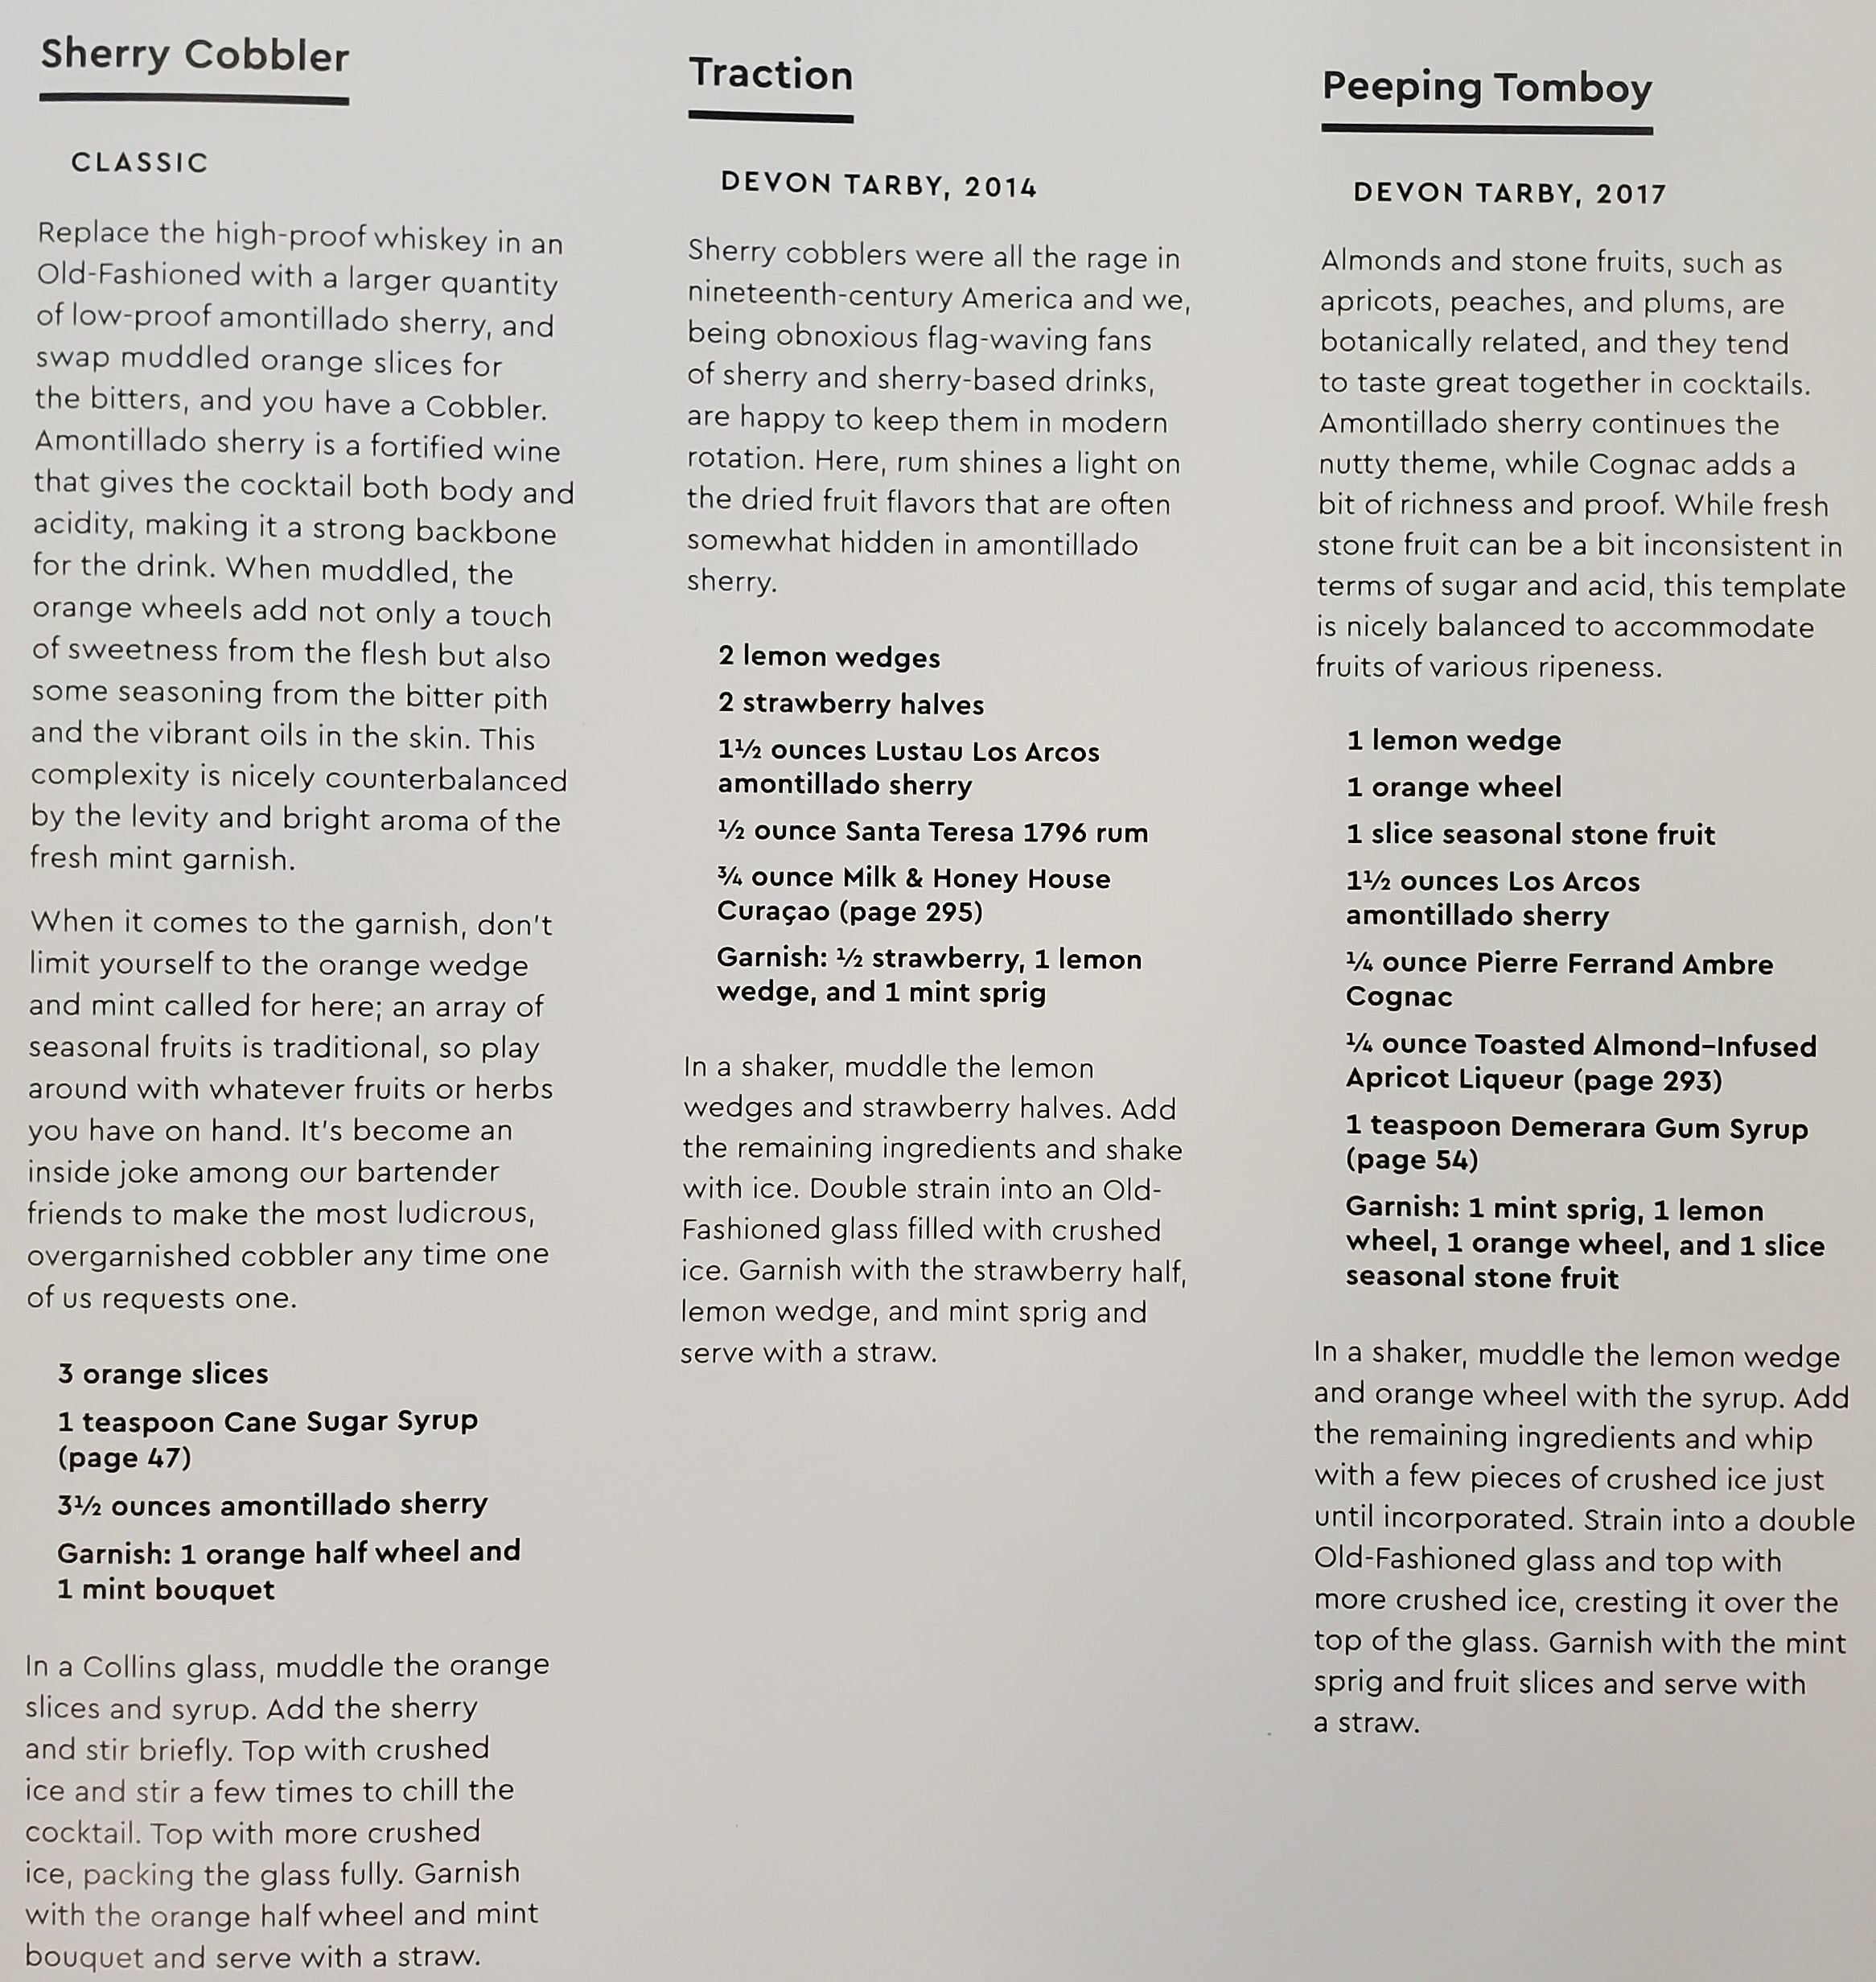 Sherry Cobbler
CLASSIC
Replace the high-proof whiskey in an
Old-Fashioned with a larger quantity
of low-proof amontillado sherry, and
swap muddled orange slices for
the bitters, and you have a Cobbler.
Amontillado sherry is a fortified wine
that gives the cocktail both body and
acidity, making it a strong backbone
for the drink. When muddled, the
orange wheels add not only a touch
of sweetness from the flesh but also
some seasoning from the bitter pith
and the vibrant oils in the skin. This
complexity is nicely counterbalanced
by the levity and bright aroma of the
fresh mint garnish.
When it comes to the garnish, don't
limit yourself to the orange wedge
and mint called for here; an array of
seasonal fruits is traditional, so play
around with whatever fruits or herbs
you have on hand. It's become an
inside joke among our bartender
friends to make the most ludicrous,
overgarnished cobbler any time one
of us requests one.
3 orange slices
1 teaspoon Cane Sugar Syrup
(page 47)
3½ ounces amontillado sherry
Garnish: 1 orange half wheel and
1 mint bouquet
In a Collins glass, muddle the orange
slices and syrup. Add the sherry
and stir briefly. Top with crushed
ice and stir a few times to chill the
cocktail. Top with more crushed
ice, packing the glass fully. Garnish
with the orange half wheel and mint
bouquet and serve with a straw.
Traction
DEVON TARBY, 2014
Sherry cobblers were all the rage in
nineteenth-century America and we,
being obnoxious flag-waving fans
of sherry and sherry-based drinks,
are happy to keep them in modern
rotation. Here, rum shines a light on
the dried fruit flavors that are often
somewhat hidden in amontillado
sherry.
2 lemon wedges
2 strawberry halves
1½ ounces Lustau Los Arcos
amontillado sherry
½ ounce Santa Teresa 1796 rum
¾ ounce Milk & Honey House
Curaçao (page 295)
Garnish: ½ strawberry, 1 lemon
wedge, and 1 mint sprig
In a shaker, muddle the lemon
wedges and strawberry halves. Add
the remaining ingredients and shake
with ice. Double strain into an Old-
Fashioned glass filled with crushed
ice. Garnish with the strawberry half,
lemon wedge, and mint sprig and
serve with a straw.
Peeping Tomboy
DEVON TARBY, 2017
Almonds and stone fruits, such as
apricots, peaches, and plums, are
botanically related, and they tend
to taste great together in cocktails.
Amontillado sherry continues the
nutty theme, while Cognac adds a
bit of richness and proof. While fresh
stone fruit can be a bit inconsistent in
terms of sugar and acid, this template
is nicely balanced to accommodate
fruits of various ripeness.
1 lemon wedge
1 orange wheel
1 slice seasonal stone fruit
1½ ounces Los Arcos
amontillado sherry
¼ ounce Pierre Ferrand Ambre
Cognac
¼ ounce Toasted Almond–Infused
Apricot Liqueur (page 293)
1 teaspoon Demerara Gum Syrup
(page 54)
Garnish: 1 mint sprig, 1 lemon
wheel, 1 orange wheel, and 1 slice
seasonal stone fruit
In a shaker, muddle the lemon wedge
and orange wheel with the syrup. Add
the remaining ingredients and whip
with a few pieces of crushed ice just
until incorporated. Strain into a double
Old-Fashioned glass and top with
more crushed ice, cresting it over the
top of the glass. Garnish with the mint
sprig and fruit slices and serve with
a straw.